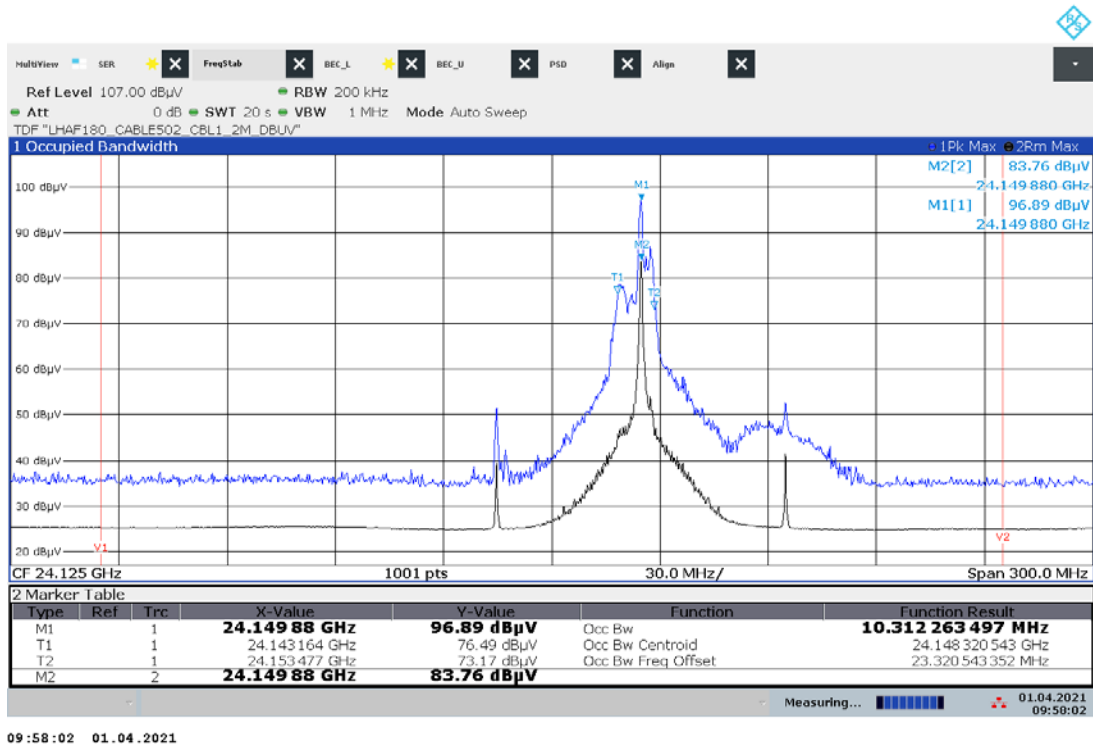 R&S
MultiView SER FreqStab BEC_L BEC_U PSD Align
Ref Level 107.00 dBµV RBW 200 kHz
Att 0 dB SWT 20 s VBW 1 MHz Mode Auto Sweep
TDF "LHAF180_CABLE502_CBL1_2M_DBUV"
1 Occupied Bandwidth 1Pk Max 2Rm Max
M2[2] 83.76 dBµV
24.149 880 GHz
M1[1] 96.89 dBµV
24.149 880 GHz
100 dBµV
M1
90 dBµV
M2
80 dBµV
T1
T2
70 dBµV
60 dBµV
50 dBµV
40 dBµV
30 dBµV
20 dBµV
V1
V2
CF 24.125 GHz 1001 pts 30.0 MHz/ Span 300.0 MHz
2 Marker Table
Type Ref Trc X-Value Y-Value Function Function Result
M1 1 24.149 88 GHz 96.89 dBµV Occ Bw 10.312 263 497 MHz
T1 1 24.143 164 GHz 76.49 dBµV Occ Bw Centroid 24.148 320 543 GHz
T2 1 24.153 477 GHz 73.17 dBµV Occ Bw Freq Offset 23.320 543 352 MHz
M2 2 24.149 88 GHz 83.76 dBµV
Measuring... 01.04.2021
09:58:02
09:58:02 01.04.2021